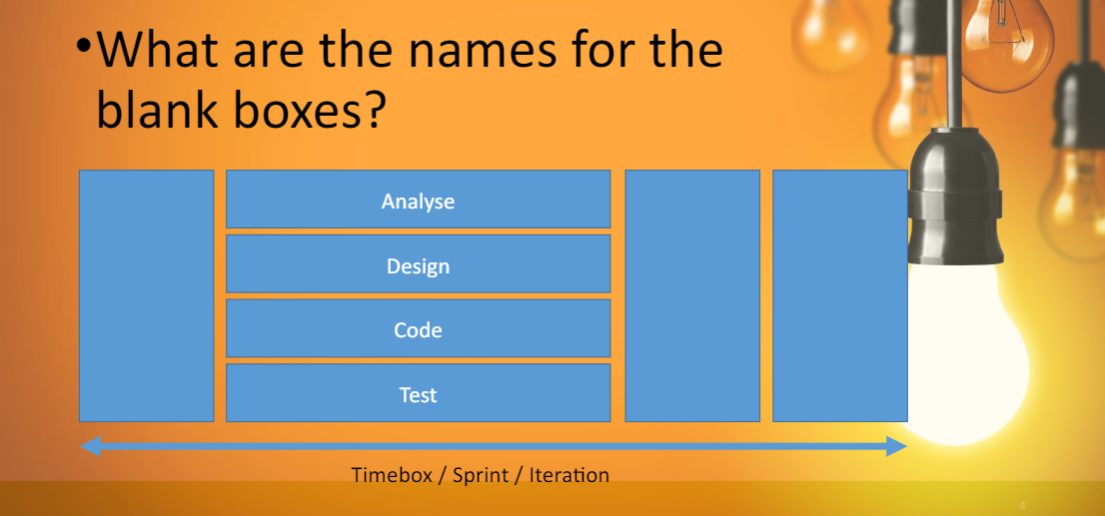 •What are the names for the
blank boxes?
Analyse
Design
Code
Test
Timebox / Sprint / Iteration
4